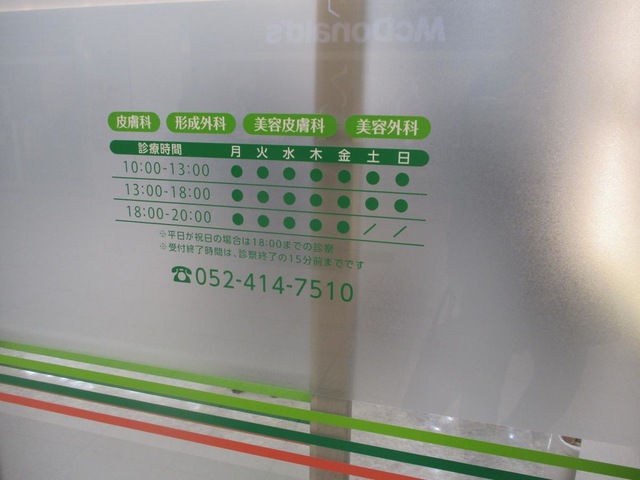 McDonald's
皮膚科 形成外科 美容皮膚科 美容外科
診療時間 月 火 水 木 金 土 日
10:00-13:00 ● ● ● ● ● ● ●
13:00-18:00 ● ● ● ● ● ● ●
18:00-20:00 ● ● ● ● ● / /
※平日が祝日の場合は18:00までの診察
※受付終了時間は、診察終了の15分前までです
☎052-414-7510